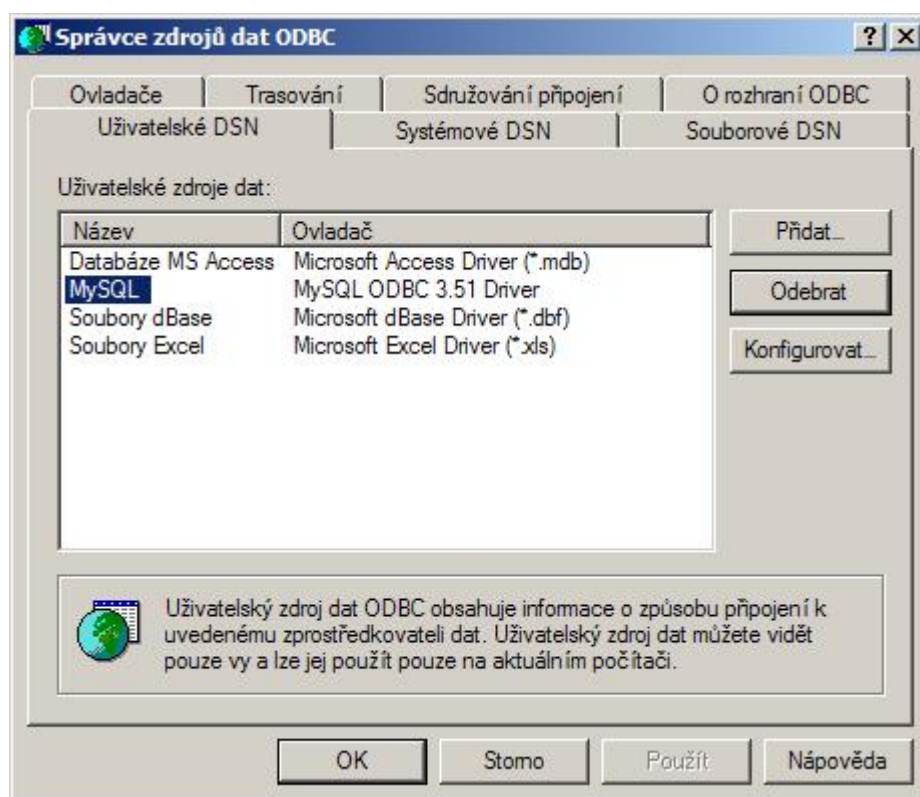 Správce zdrojů dat ODBC
Ovladače Trasování Sdružování připojení O rozhraní ODBC
Uživatelské DSN Systémové DSN Souborové DSN
Uživatelské zdroje dat:
Název Ovladač
Databáze MS Access Microsoft Access Driver (*.mdb)
MySQL MySQL ODBC 3.51 Driver
Soubory dBase Microsoft dBase Driver (*.dbf)
Soubory Excel Microsoft Excel Driver (*.xls)
Přidat...
Odebrat
Konfigurovat...
Uživatelský zdroj dat ODBC obsahuje informace o způsobu připojení k
uvedenému zprostředkovateli dat. Uživatelský zdroj dat můžete vidět
pouze vy a lze jej použít pouze na aktuálním počítači.
OK Storno Použít Nápověda